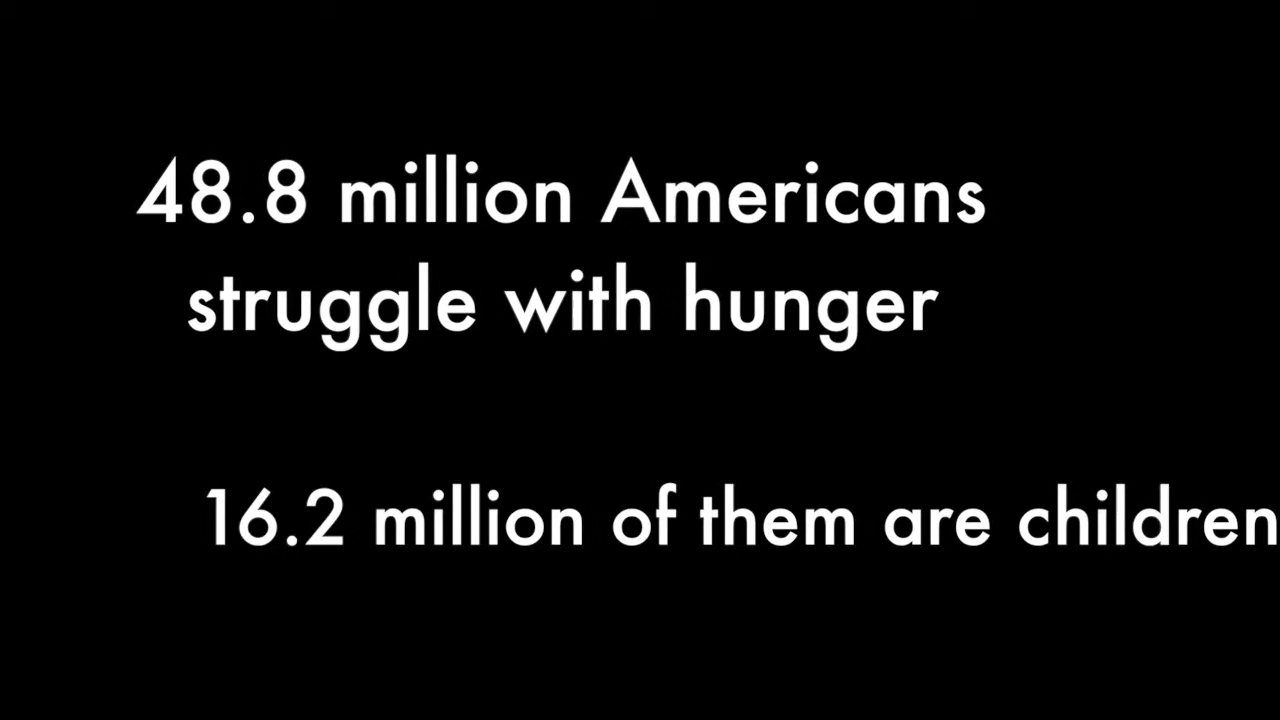 48.8 million Americans
struggle with hunger
16.2 million of them are children